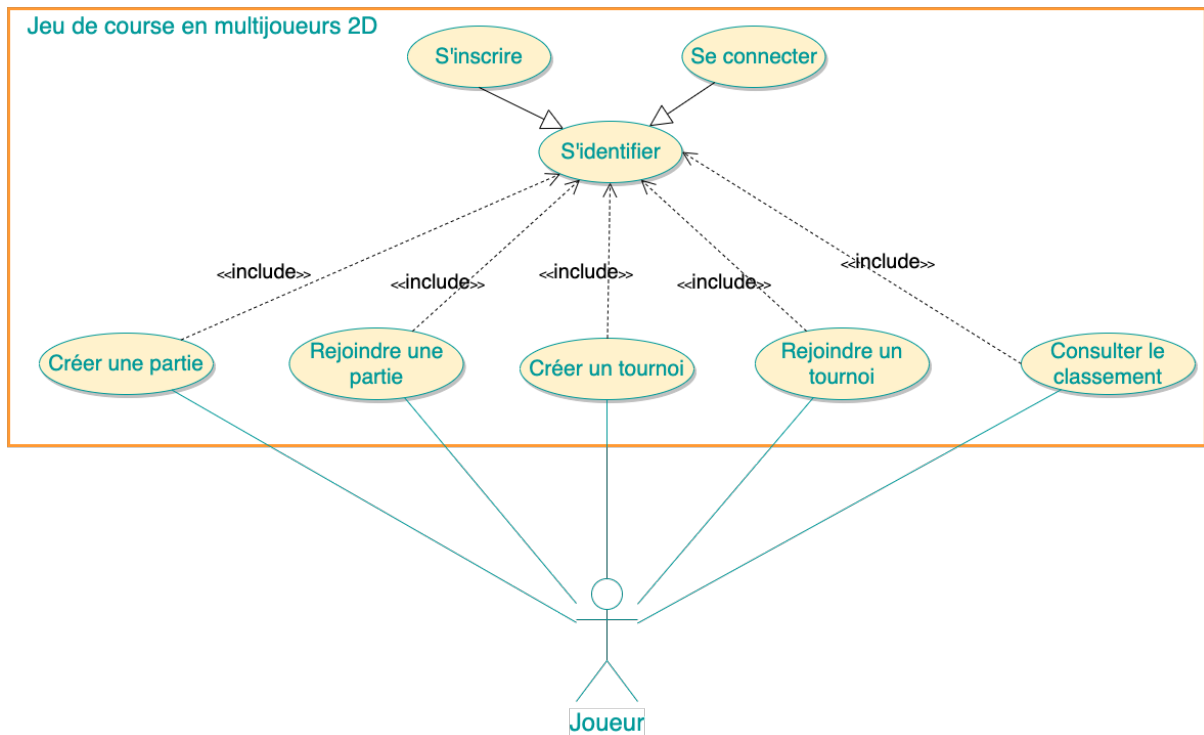 Jeu de course en multijoueurs 2D
S'inscrire
Se connecter
S'identifier
<<include>>
<<include>>
<<include>>
<<include>>
<<include>>
Créer une partie
Rejoindre une
partie
Créer un tournoi
Rejoindre un
tournoi
Consulter le
classement
Joueur